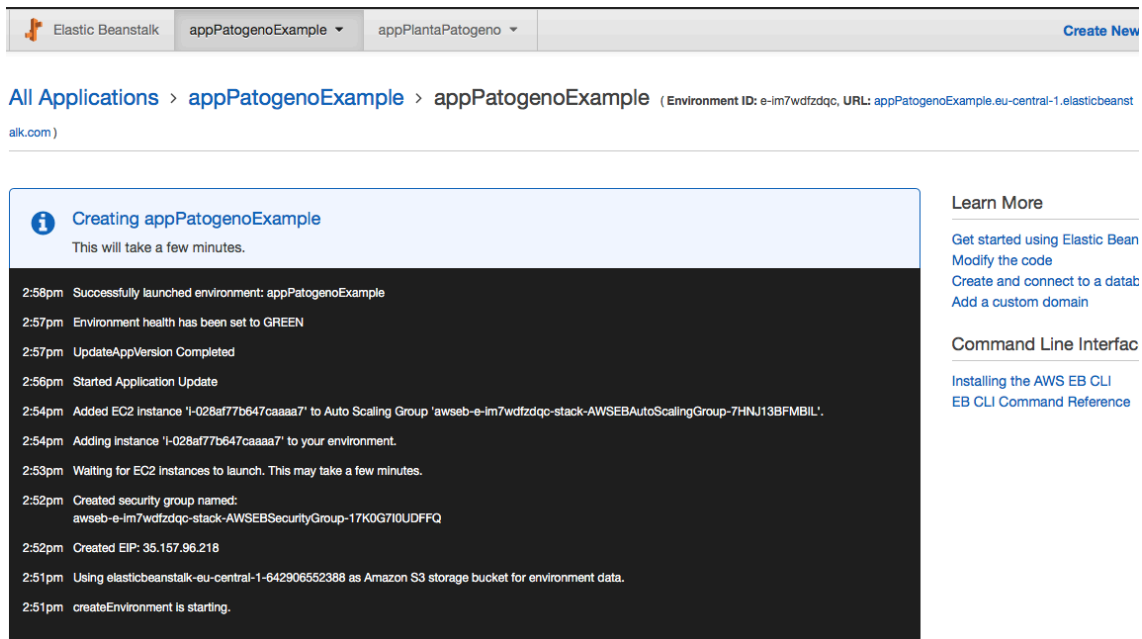 Elastic Beanstalk appPatogenoExample appPlantaPatogeno Create New
All Applications > appPatogenoExample > appPatogenoExample ( Environment ID: e-im7wdfzdqc, URL: appPatogenoExample.eu-central-1.elasticbeanst
alk.com )
Creating appPatogenoExample
This will take a few minutes.
2:58pm Successfully launched environment: appPatogenoExample
2:57pm Environment health has been set to GREEN
2:57pm UpdateAppVersion Completed
2:56pm Started Application Update
2:54pm Added EC2 instance 'i-028af77b647caaaa7' to Auto Scaling Group 'awseb-e-im7wdfzdqc-stack-AWSEBAutoScalingGroup-7HNJ13BFMBIL'.
2:54pm Adding instance 'i-028af77b647caaaa7' to your environment.
2:53pm Waiting for EC2 instances to launch. This may take a few minutes.
2:52pm Created security group named:
awseb-e-im7wdfzdqc-stack-AWSEBSecurityGroup-17K0G7I0UDFFQ
2:52pm Created EIP: 35.157.96.218
2:51pm Using elasticbeanstalk-eu-central-1-642906552388 as Amazon S3 storage bucket for environment data.
2:51pm createEnvironment is starting.
Learn More
Get started using Elastic Bean
Modify the code
Create and connect to a datab
Add a custom domain
Command Line Interfac
Installing the AWS EB CLI
EB CLI Command Reference